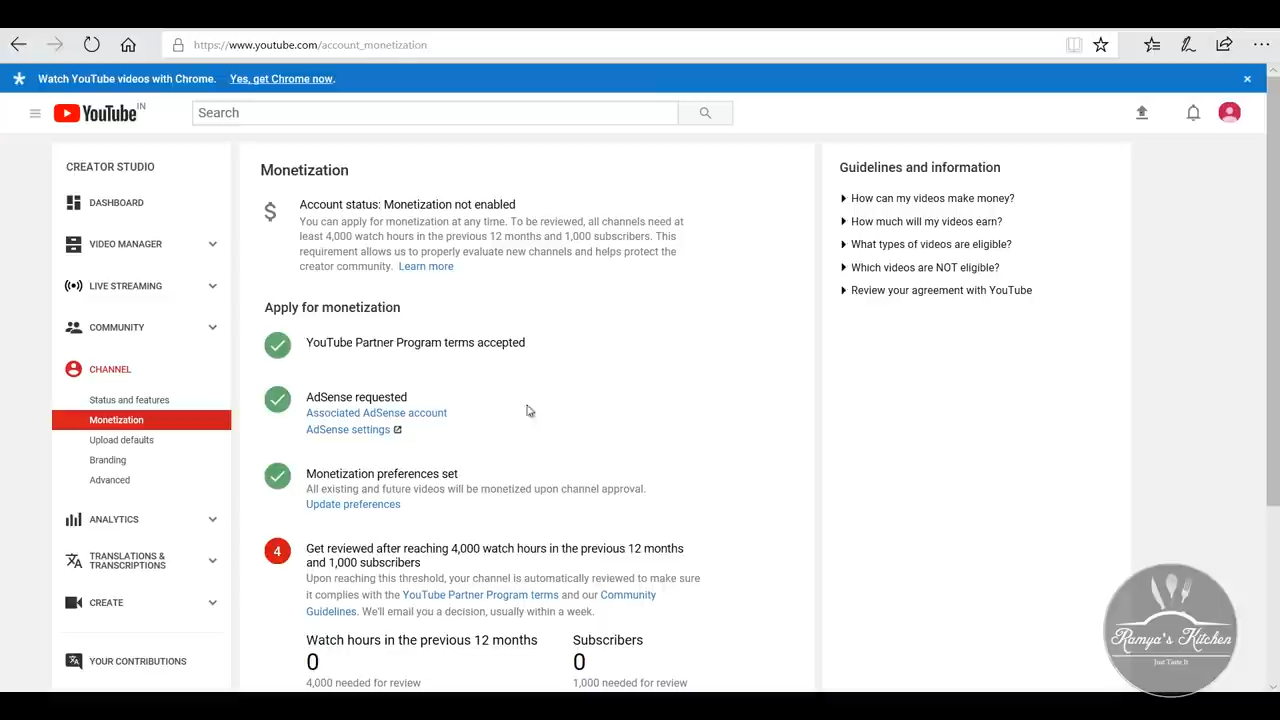 https://www.youtube.com/account_monetization
Watch YouTube videos with Chrome. Yes, get Chrome now.
YouTube IN
Search
CREATOR STUDIO
DASHBOARD
VIDEO MANAGER
LIVE STREAMING
COMMUNITY
CHANNEL
Status and features
Monetization
Upload defaults
Branding
Advanced
ANALYTICS
TRANSLATIONS &
TRANSCRIPTIONS
CREATE
YOUR CONTRIBUTIONS
Monetization
$
Account status: Monetization not enabled
You can apply for monetization at any time. To be reviewed, all channels need at
least 4,000 watch hours in the previous 12 months and 1,000 subscribers. This
requirement allows us to properly evaluate new channels and helps protect the
creator community. Learn more
Apply for monetization
YouTube Partner Program terms accepted
AdSense requested
Associated AdSense account
AdSense settings
Monetization preferences set
All existing and future videos will be monetized upon channel approval.
Update preferences
4
Get reviewed after reaching 4,000 watch hours in the previous 12 months
and 1,000 subscribers
Upon reaching this threshold, your channel is automatically reviewed to make sure
it complies with the YouTube Partner Program terms and our Community
Guidelines. We'll email you a decision, usually within a week.
Watch hours in the previous 12 months
0
4,000 needed for review
Subscribers
0
1,000 needed for review
Guidelines and information
How can my videos make money?
How much will my videos earn?
What types of videos are eligible?
Which videos are NOT eligible?
Review your agreement with YouTube
Ramya's Kitchen
Just Taste It